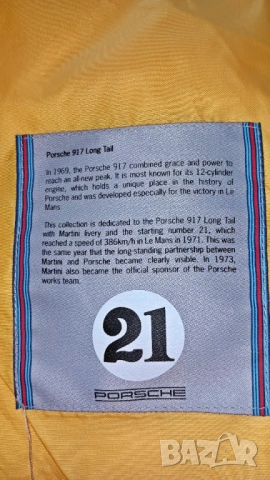 Porsche 917 Long Tail
In 1969, the Porsche 917 combined grace and power to
reach an all-new peak. It is most known for its 12-cylinder
engine, which holds a unique place in the history of
Porsche and was developed especially for the victory in Le
Mans
This collection is dedicated to the Porsche 917 Long Tail
with Martini livery and the starting number 21, which
reached a speed of 386km/h in Le Mans in 1971. This was
the same year that the long-standing partnership between
Martini and Porsche became clearly visible. In 1973,
Martini also became the official sponsor of the Porsche
works team.
21
PORSCHE
BAZAR.bg